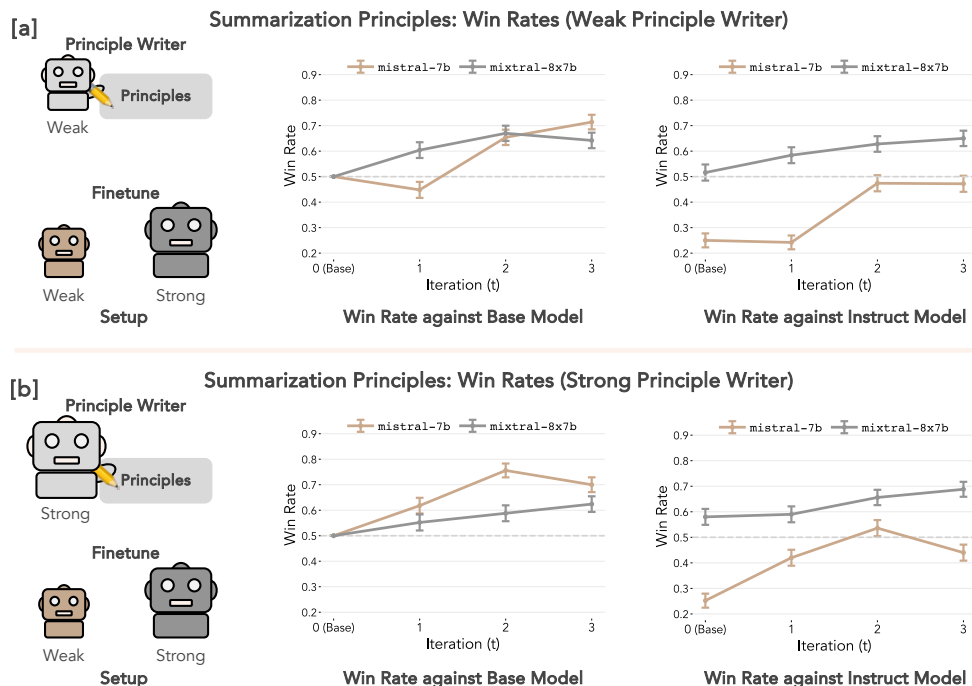 [a]
Summarization Principles: Win Rates (Weak Principle Writer)
Principle Writer
Principles
Weak
Finetune
Weak
Strong
Setup
mistral-7b
mixtral-8x7b
Win Rate
0.9
0.8
0.7
0.6
0.5
0.4
0.3
0.2
0 (Base)
1
2
3
Iteration (t)
Win Rate against Base Model
mistral-7b
mixtral-8x7b
Win Rate
0.9
0.8
0.7
0.6
0.5
0.4
0.3
0.2
0 (Base)
1
2
3
Iteration (t)
Win Rate against Instruct Model
[b]
Summarization Principles: Win Rates (Strong Principle Writer)
Principle Writer
Principles
Strong
Finetune
Weak
Strong
Setup
mistral-7b
mixtral-8x7b
Win Rate
0.9
0.8
0.7
0.6
0.5
0.4
0.3
0.2
0 (Base)
1
2
3
Iteration (t)
Win Rate against Base Model
mistral-7b
mixtral-8x7b
Win Rate
0.9
0.8
0.7
0.6
0.5
0.4
0.3
0.2
0 (Base)
1
2
3
Iteration (t)
Win Rate against Instruct Model